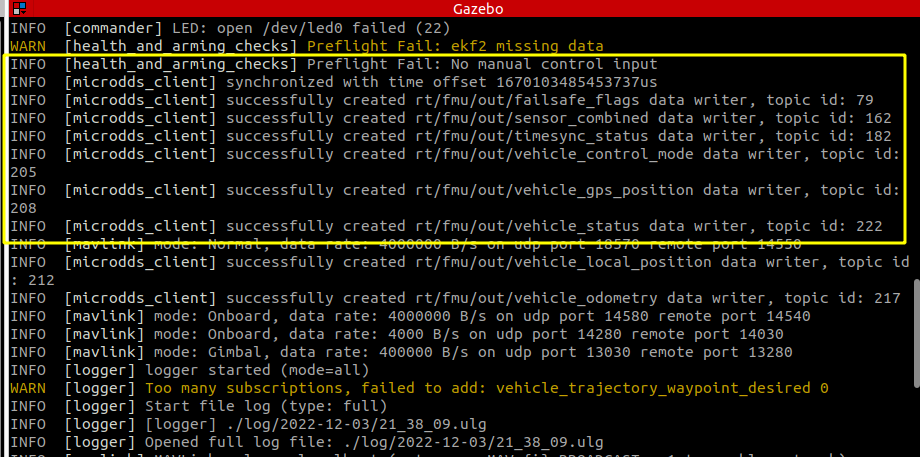 Gazebo
INFO  [commander] LED: open /dev/led0 failed (22)
WARN  [health_and_arming_checks] Preflight Fail: ekf2 missing data
INFO  [health_and_arming_checks] Preflight Fail: No manual control input
INFO  [microdds_client] synchronized with time offset 1670103485453737us
INFO  [microdds_client] successfully created rt/fmu/out/failsafe_flags data writer, topic id: 79
INFO  [microdds_client] successfully created rt/fmu/out/sensor_combined data writer, topic id: 162
INFO  [microdds_client] successfully created rt/fmu/out/timesync_status data writer, topic id: 182
INFO  [microdds_client] successfully created rt/fmu/out/vehicle_control_mode data writer, topic id:
205
INFO  [microdds_client] successfully created rt/fmu/out/vehicle_gps_position data writer, topic id:
208
INFO  [microdds_client] successfully created rt/fmu/out/vehicle_status data writer, topic id: 222
INFO  [mavlink] mode: Normal, data rate: 4000000 B/s on udp port 18570 remote port 14550
INFO  [microdds_client] successfully created rt/fmu/out/vehicle_local_position data writer, topic id
: 212
INFO  [microdds_client] successfully created rt/fmu/out/vehicle_odometry data writer, topic id: 217
INFO  [mavlink] mode: Onboard, data rate: 4000000 B/s on udp port 14580 remote port 14540
INFO  [mavlink] mode: Onboard, data rate: 4000 B/s on udp port 14280 remote port 14030
INFO  [mavlink] mode: Gimbal, data rate: 400000 B/s on udp port 13030 remote port 13280
INFO  [logger] logger started (mode=all)
WARN  [logger] Too many subscriptions, failed to add: vehicle_trajectory_waypoint_desired 0
INFO  [logger] Start file log (type: full)
INFO  [logger] [logger] ./log/2022-12-03/21_38_09.ulg
INFO  [logger] Opened full log file: ./log/2022-12-03/21_38_09.ulg